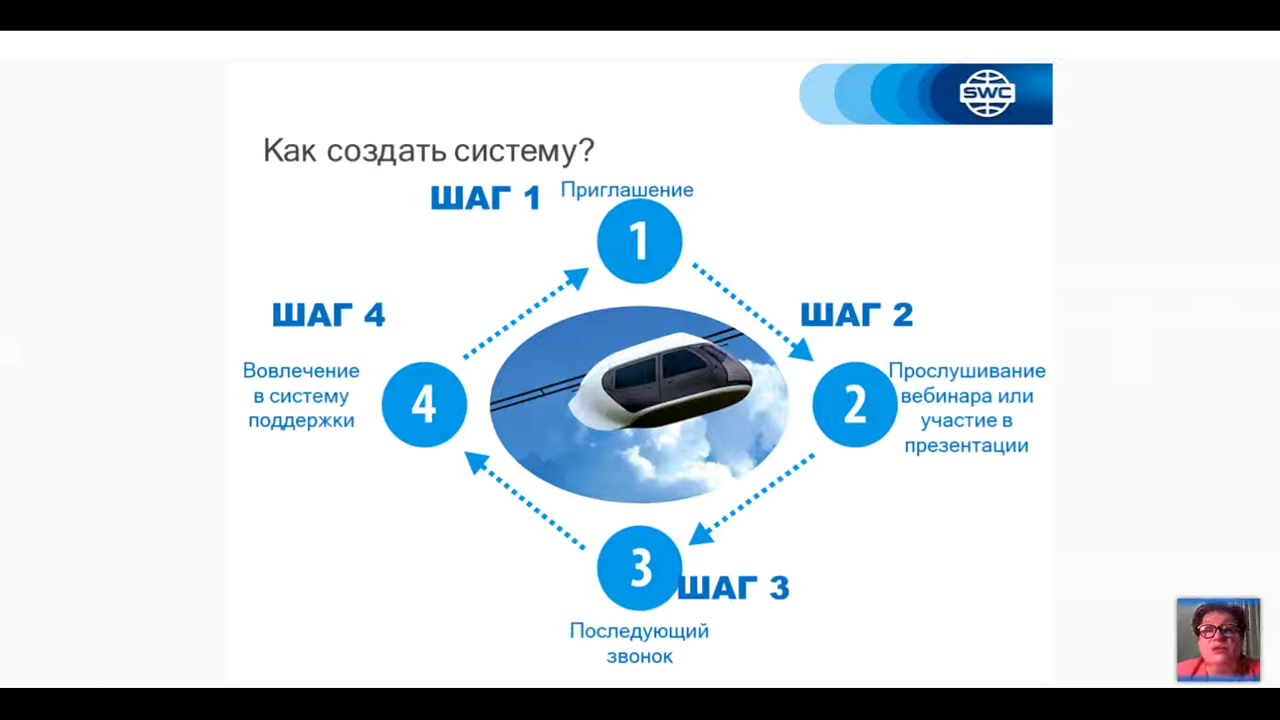 SWC
Как создать систему?
ШАГ 1
Приглашение
1
ШАГ 2
2
Прослушивание
вебинара или
участие в
презентации
3
ШАГ 3
Последующий
звонок
ШАГ 4
Вовлечение
в систему
поддержки
4